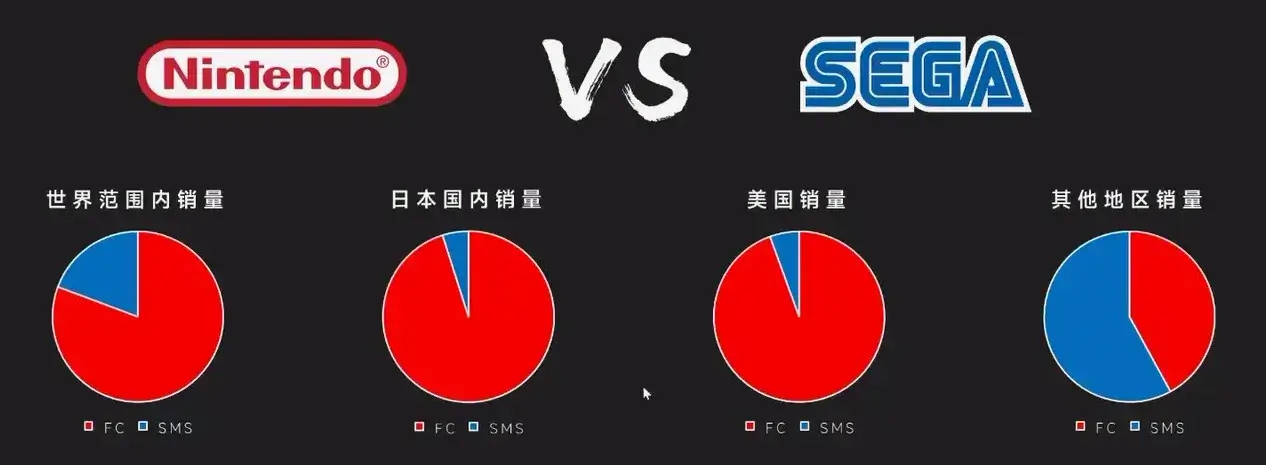 Nintendo®
VS
SEGA
世界范围内销量
日本国内销量
美国销量
其他地区销量
FC SMS
FC SMS
FC SMS
FC SMS